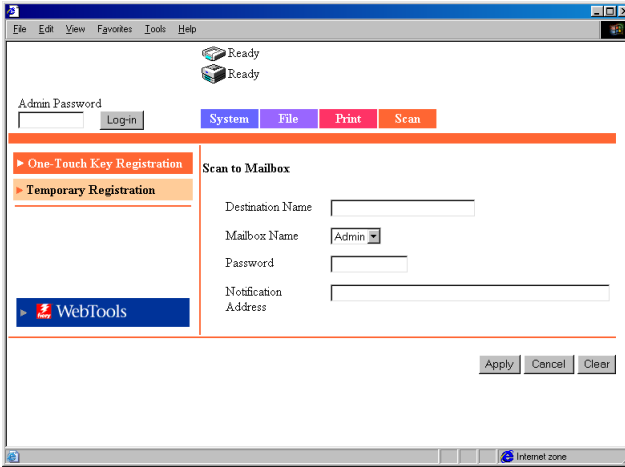 File Edit View Favorites Tools Help
Ready
Ready
Admin Password
Log-in
System File Print Scan
One-Touch Key Registration
Temporary Registration
Scan to Mailbox
Destination Name
Mailbox Name Admin
Password
Notification
Address
fiery WebTools
Apply Cancel Clear
Internet zone